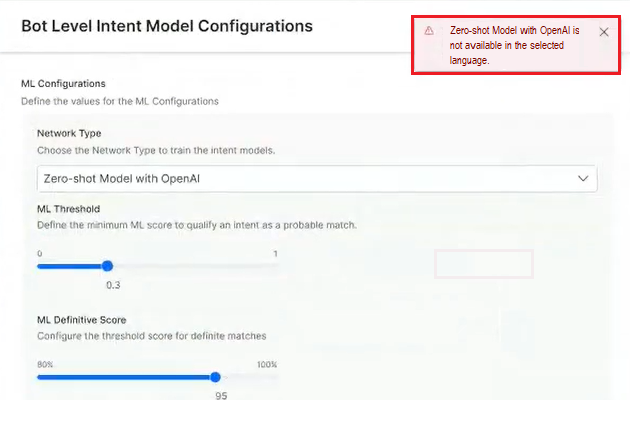 Bot Level Intent Model Configurations
Zero-shot Model with OpenAI is
not available in the selected
language.
ML Configurations
Define the values for the ML Configurations
Network Type
Choose the Network Type to train the intent models.
Zero-shot Model with OpenAI
ML Threshold
Define the minimum ML score to qualify an intent as a probable match.
0 1
0.3
ML Definitive Score
Configure the threshold score for definite matches
80% 100%
95